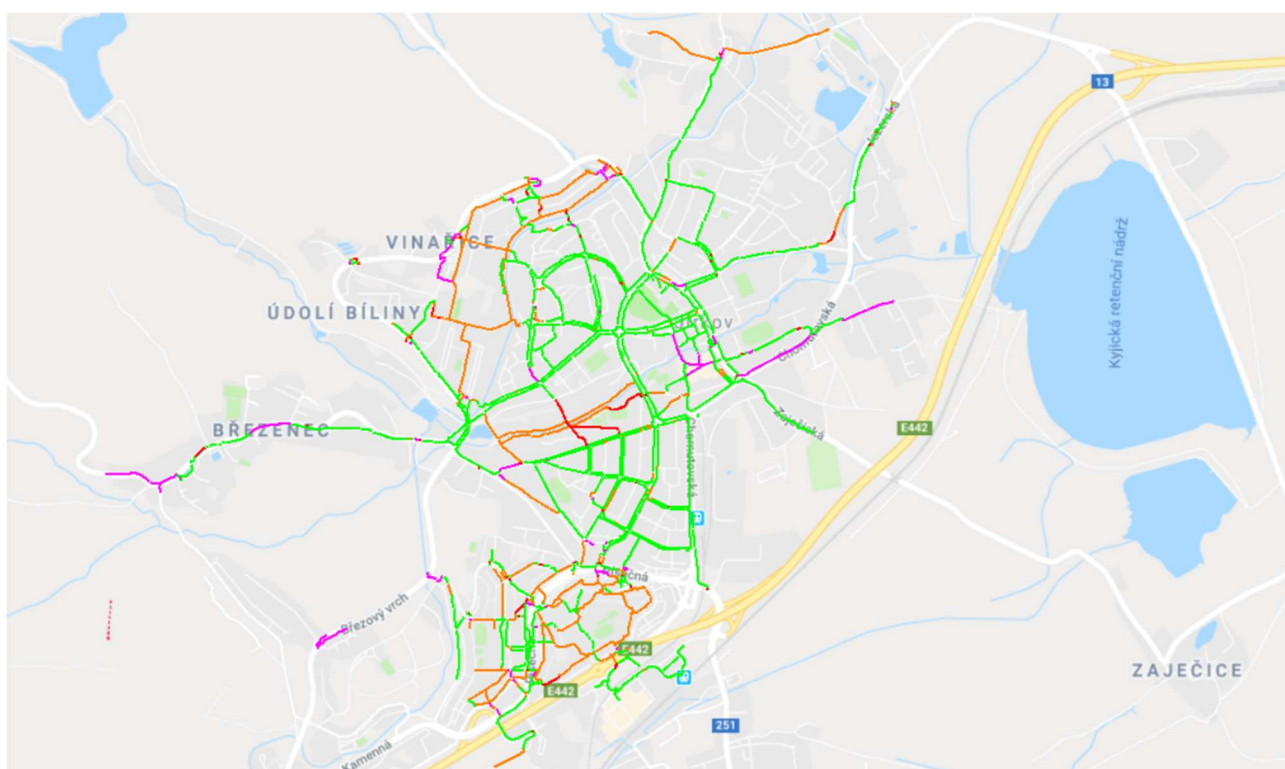 13
Jezerská
Kyjická retenční nádrž
VINAŘICE
ÚDOLÍ BÍLINY
Chomutovská
E442
BŘEZENEC
Zaječická
Chomutovská
Březový vrch
E442
ZAJEČICE
E442
251
Kamenná